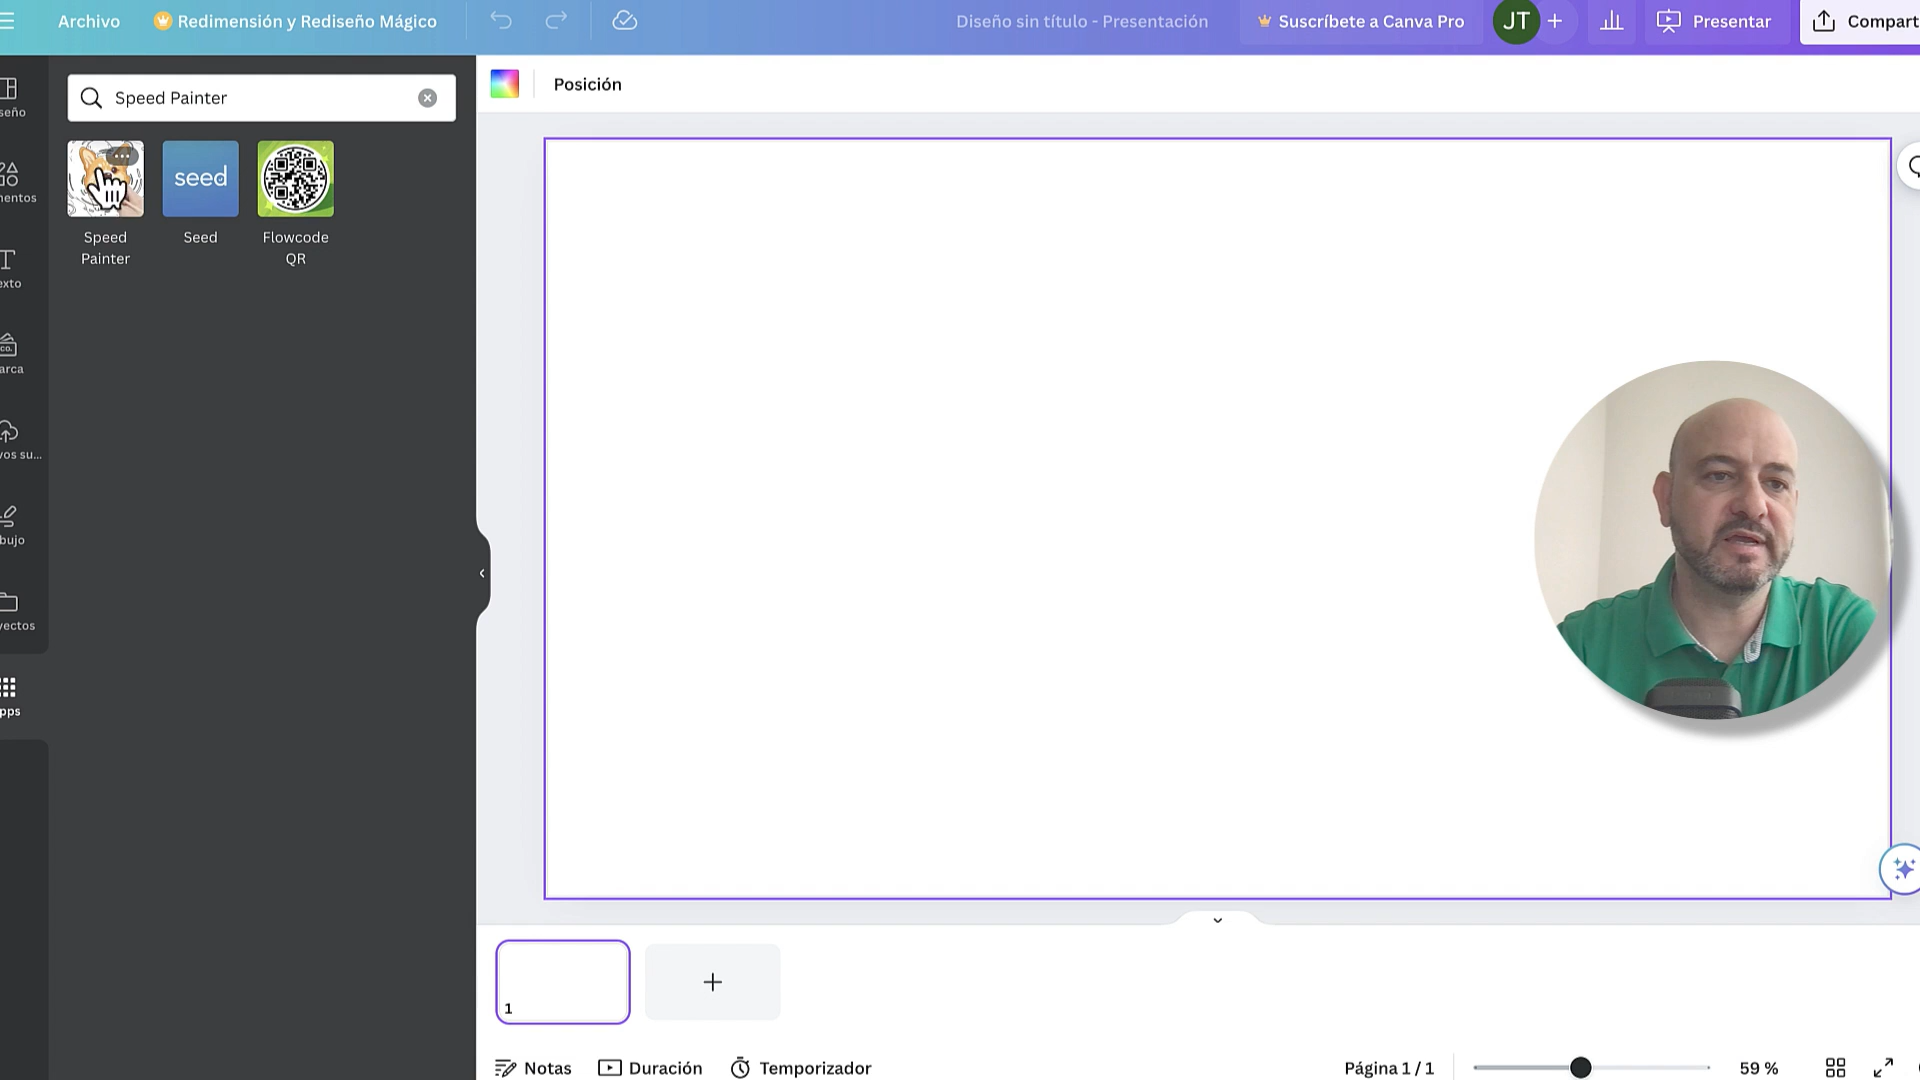 Archivo
Redimensión y Rediseño Mágico
Diseño sin título - Presentación
Suscríbete a Canva Pro
JT
Presentar
Compart
Speed Painter
Posición
seño
mentos
exto
CO.
arca
vos su...
bujo
yectos
pps
seed
Speed
Painter
Seed
Flowcode
QR
1
Notas
Duración
Temporizador
Página 1 / 1
59 %